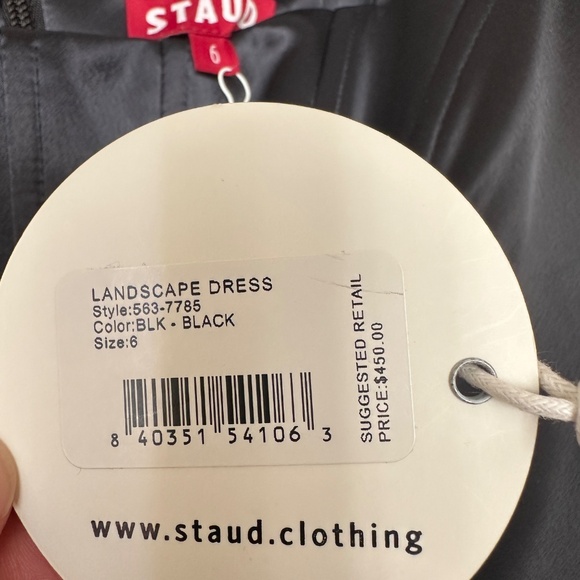 STAUD
6
LANDSCAPE DRESS
Style:563-7785
Color:BLK - BLACK
Size:6
8 40351 54106 3
SUGGESTED RETAIL
PRICE:$450.00
www.staud.clothing